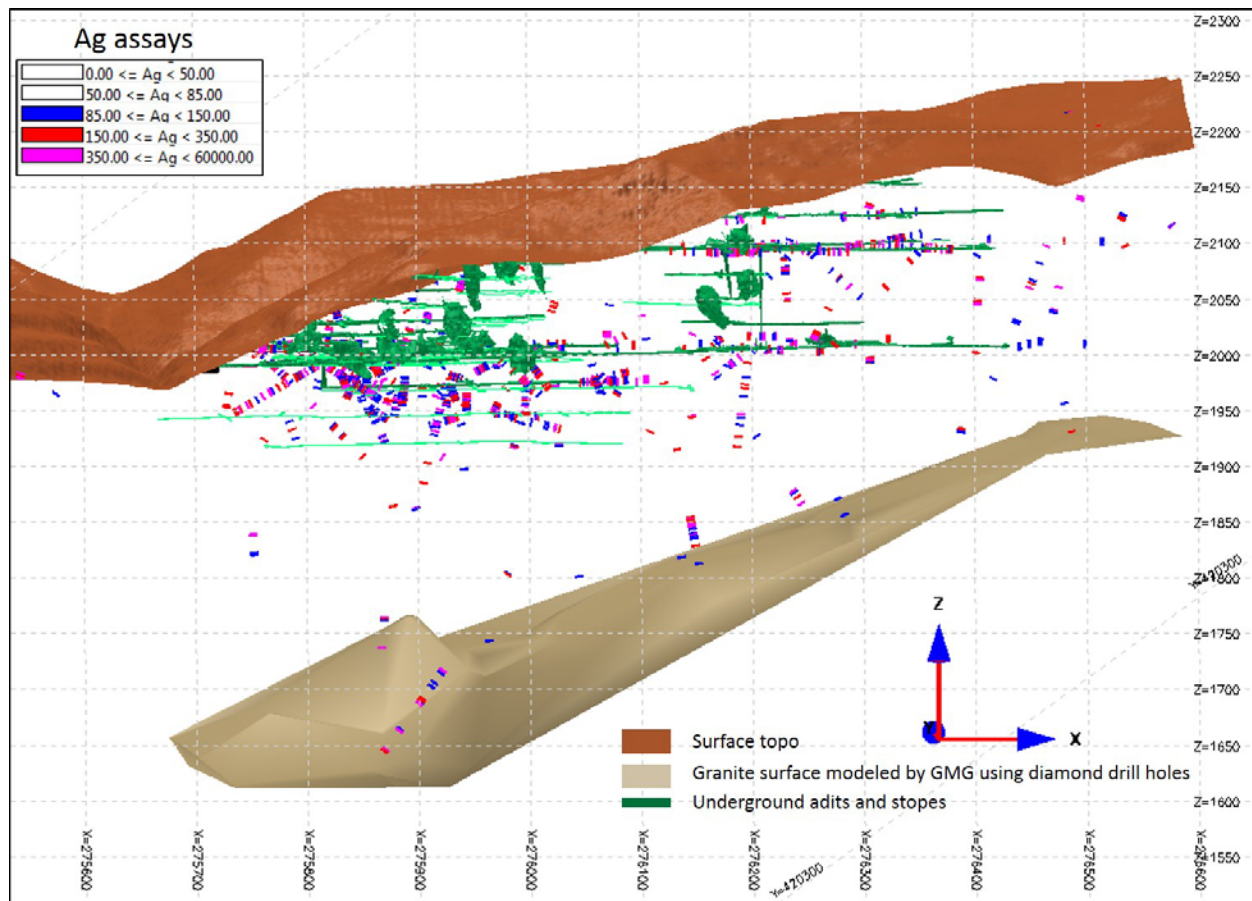 Ag assays
0.00 <= Ag < 50.00
50.00 <= Ag < 85.00
85.00 <= Ag < 150.00
150.00 <= Ag < 350.00
350.00 <= Ag < 60000.00
Z=2300
Z=2250
Z=2200
Z=2150
Z=2100
Z=2050
Z=2000
Z=1950
Z=1900
Z=1850
Z=1800
Y=420300
Z=1750
Z=1700
Z=1650
Z=1600
Z=1550
Z
Y
X
Surface topo
Granite surface modeled by GMG using diamond drill holes
Underground adits and stopes
X=275600
X=275700
X=275800
X=275900
X=276000
X=276100
X=276200
Y=420300
X=276300
X=276400
X=276500
X=276600